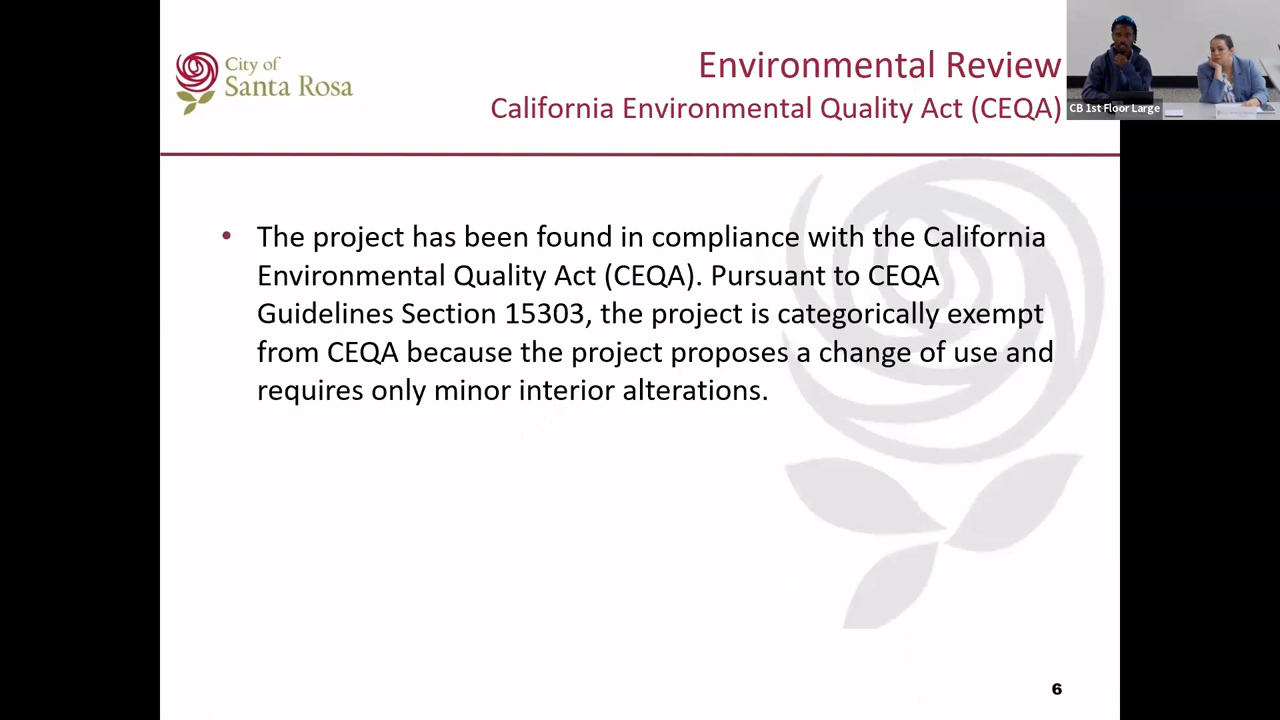 City of
Santa Rosa
Environmental Review
California Environmental Quality Act (CEQA)
CB 1st Floor Large
• The project has been found in compliance with the California
Environmental Quality Act (CEQA). Pursuant to CEQA
Guidelines Section 15303, the project is categorically exempt
from CEQA because the project proposes a change of use and
requires only minor interior alterations.
6